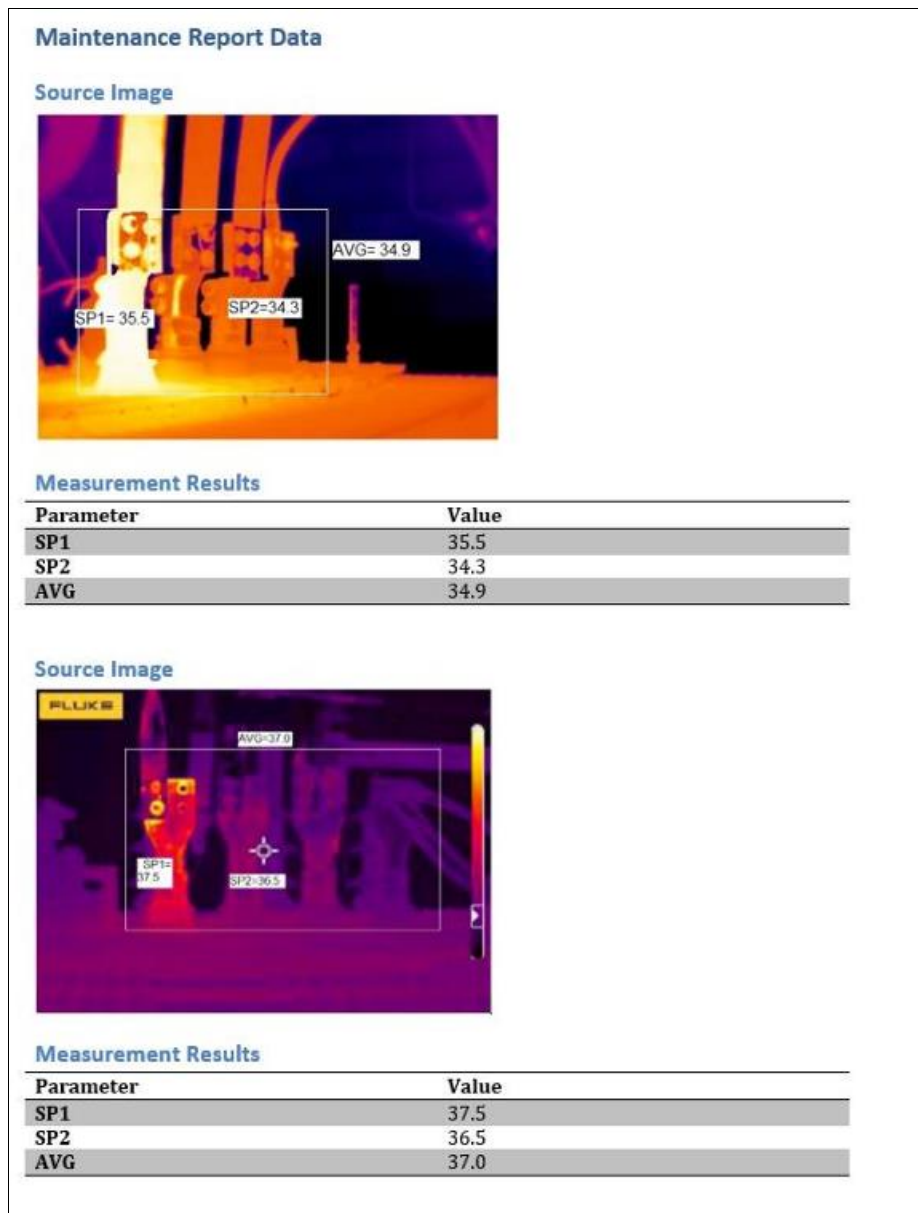 Maintenance Report Data
Source Image
AVG= 34.9
SP2=34.3
SP1= 35.5
Measurement Results
Parameter Value
SP1 35.5
SP2 34.3
AVG 34.9
Source Image
FLUKE
AVG=37.0
SP1=
37.5
SP2=36.5
Measurement Results
Parameter Value
SP1 37.5
SP2 36.5
AVG 37.0